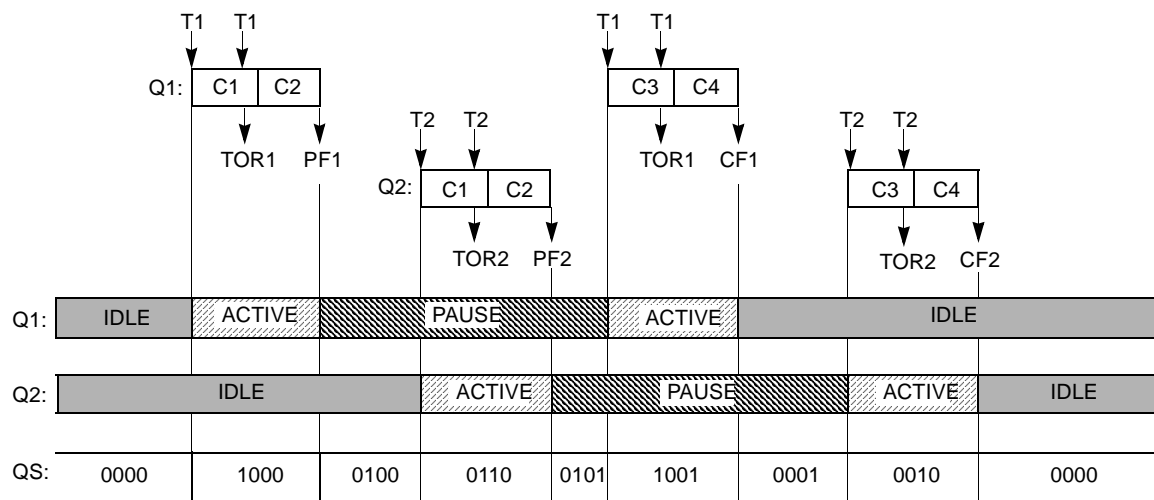 T1 T1 T1 T1
Q1: C1 C2 C3 C4
T2 T2 T2 T2
TOR1 PF1 TOR1 CF1
Q2: C1 C2 C3 C4
TOR2 PF2 TOR2 CF2
Q1: IDLE ACTIVE PAUSE ACTIVE IDLE
Q2: IDLE ACTIVE PAUSE ACTIVE IDLE
QS: 0000 1000 0100 0110 0101 1001 0001 0010 0000